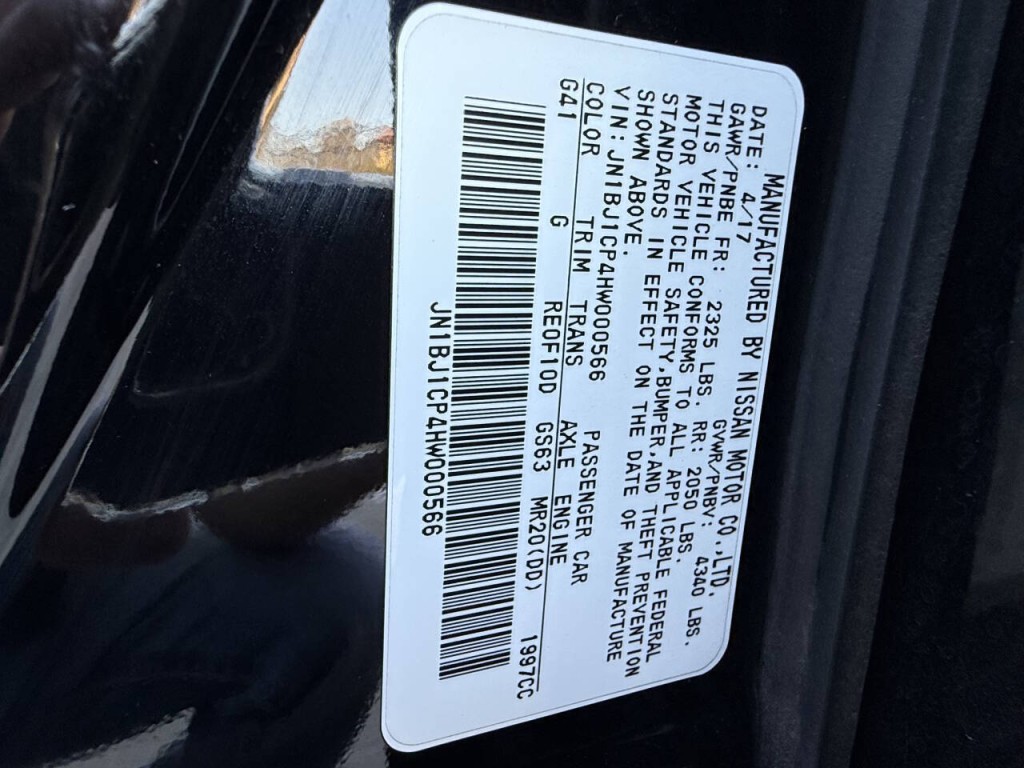 MANUFACTURED BY NISSAN MOTOR CO.,LTD.
DATE: 4/17 GVWR/PNBV: 4340 LBS.
GAWR/PNBE FR: 2325 LBS. RR: 2050 LBS.
THIS VEHICLE CONFORMS TO ALL APPLICABLE FEDERAL
MOTOR VEHICLE SAFETY,BUMPER,AND THEFT PREVENTION
STANDARDS IN EFFECT ON THE DATE OF MANUFACTURE
SHOWN ABOVE.
VIN:JN1BJ1CP4HW000566 PASSENGER CAR
COLOR TRIM TRANS AXLE ENGINE
G41 G RE0F10D GS63 MR20(DD) 1997CC
JN1BJ1CP4HW000566